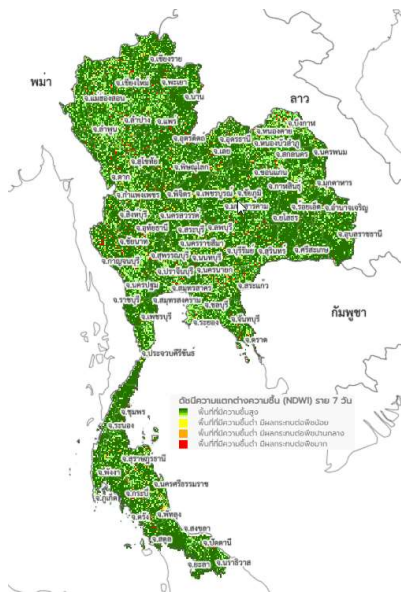 จ.เชียงราย
พม่า
จ.เชียงใหม่
จ.พะเยา
จ.แม่ฮ่องสอน
จ.น่าน
ลาว
จ.ลำปาง
จ.แพร่
จ.ลำพูน
จ.บึงกาฬ
จ.อุตรดิตถ์
จ.อุดรธานี
จ.หนองคาย
จ.เลย
จ.หนองบัวลำภู
จ.สุโขทัย
จ.สกลนคร
จ.นครพนม
จ.พิษณุโลก
จ.ขอนแก่น
จ.ตาก
จ.กาฬสินธุ์
จ.มุกดาหาร
จ.กำแพงเพชร
จ.พิจิตร
จ.เพชรบูรณ์
จ.ชัยภูมิ
จ.ร้อยเอ็ด
จ.อำนาจเจริญ
จ.สิงห์บุรี
จ.นครสวรรค์
จ.ยโสธร
จ.อุทัยธานี
จ.สระบุรี
จ.ลพบุรี
จ.อุบลราชธานี
จ.ชัยนาท
จ.นครราชสีมา
จ.บุรีรัมย์
จ.สุรินทร์
จ.ศรีสะเกษ
จ.กาญจนบุรี
จ.สุพรรณบุรี
จ.นนทบุรี
จ.ปราจีนบุรี
จ.นครนายก
จ.สระแก้ว
จ.นครปฐม
จ.สมุทรสาคร
จ.ราชบุรี
จ.สมุทรสงคราม
จ.ชลบุรี
กัมพูชา
จ.เพชรบุรี
จ.ระยอง
จ.จันทบุรี
จ.ตราด
จ.ประจวบคีรีขันธ์
ดัชนีความแตกต่างความชื้น (NDWI) ราย 7 วัน
พื้นที่ที่มีความชื้นสูง
พื้นที่ที่มีความชื้นต่ำ มีผลกระทบต่อพืชน้อย
พื้นที่ที่มีความชื้นต่ำ มีผลกระทบต่อพืชปานกลาง
พื้นที่ที่มีความชื้นต่ำ มีผลกระทบต่อพืชมาก
จ.ชุมพร
จ.ระนอง
จ.สุราษฎร์ธานี
จ.พังงา
จ.นครศรีธรรมราช
จ.กระบี่
จ.ภูเก็ต
จ.ตรัง
จ.พัทลุง
จ.สงขลา
จ.สตูล
จ.ปัตตานี
จ.ยะลา
จ.นราธิวาส